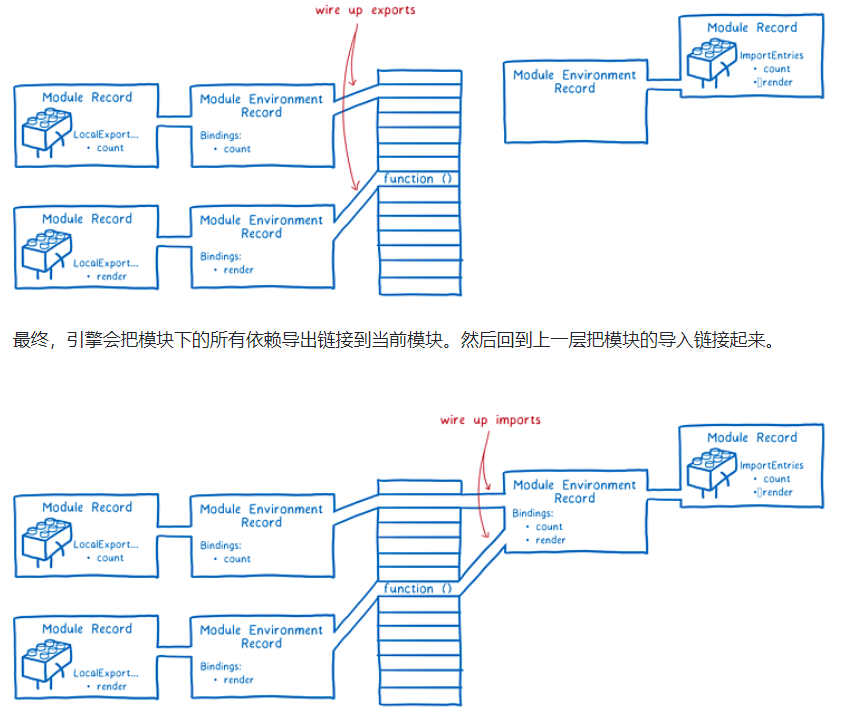 wire up exports
Module Record
ImportEntries
• count
•▯render
Module Environment
Record
Module Record
LocalExport...
• count
Module Environment
Record
Bindings:
• count
function ()
Module Record
LocalExport...
• render
Module Environment
Record
Bindings:
• render
最终，引擎会把模块下的所有依赖导出链接到当前模块。然后回到上一层把模块的导入链接起来。
wire up imports
Module Record
ImportEntries
• count
•▯render
Module Environment
Record
Bindings:
• count
• render
Module Record
LocalExport...
• count
Module Environment
Record
Bindings:
• count
function ()
Module Record
LocalExport...
• render
Module Environment
Record
Bindings:
• render